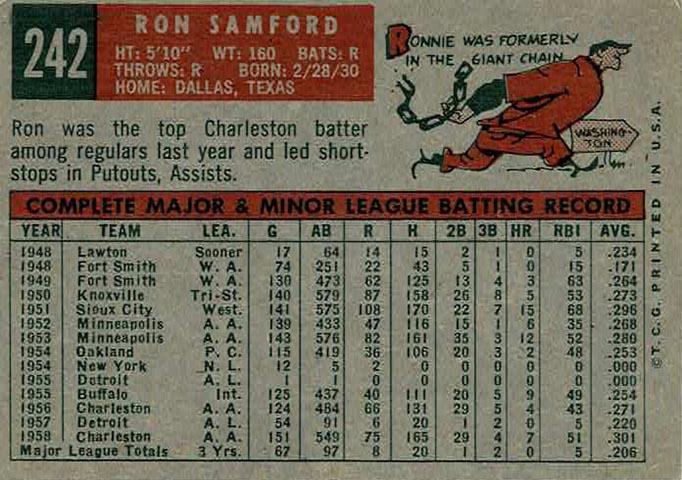 242
RON SAMFORD
HT: 5'10" WT: 160 BATS: R
THROWS: R BORN: 2/28/30
HOME: DALLAS, TEXAS
RONNIE WAS FORMERLY
IN THE GIANT CHAIN
WASHING-
TON
Ron was the top Charleston batter
among regulars last year and led short-
stops in Putouts, Assists.
COMPLETE MAJOR & MINOR LEAGUE BATTING RECORD
YEAR TEAM LEA. G AB R H 2B 3B HR RBI AVG.
1948 Lawton Sooner 17 64 14 15 2 1 0 5 .234
1948 Fort Smith W. A. 74 251 22 43 5 1 0 15 .171
1949 Fort Smith W. A. 130 473 62 125 13 4 3 63 .264
1950 Knoxville Tri-St. 140 579 87 158 26 8 5 53 .273
1951 Sioux City West. 141 575 108 170 22 7 15 68 .296
1952 Minneapolis A. A. 139 433 47 116 15 1 6 35 .268
1953 Minneapolis A. A. 143 576 82 161 35 3 12 52 .280
1954 Oakland P. C. 115 419 36 106 20 3 2 48 .253
1954 New York N. L. 12 5 2 0 0 0 0 0 .000
1955 Detroit A. L. 1 1 0 0 0 0 0 0 .000
1955 Buffalo Int. 125 437 40 111 20 5 9 49 .254
1956 Charleston A. A. 124 484 66 131 29 5 4 43 .271
1957 Detroit A. L. 54 91 6 20 1 2 0 5 .220
1958 Charleston A. A. 151 549 75 165 29 4 7 51 .301
Major League Totals 3 Yrs. 67 97 8 20 1 2 0 5 .206
© T.C.G. PRINTED IN U.S.A.